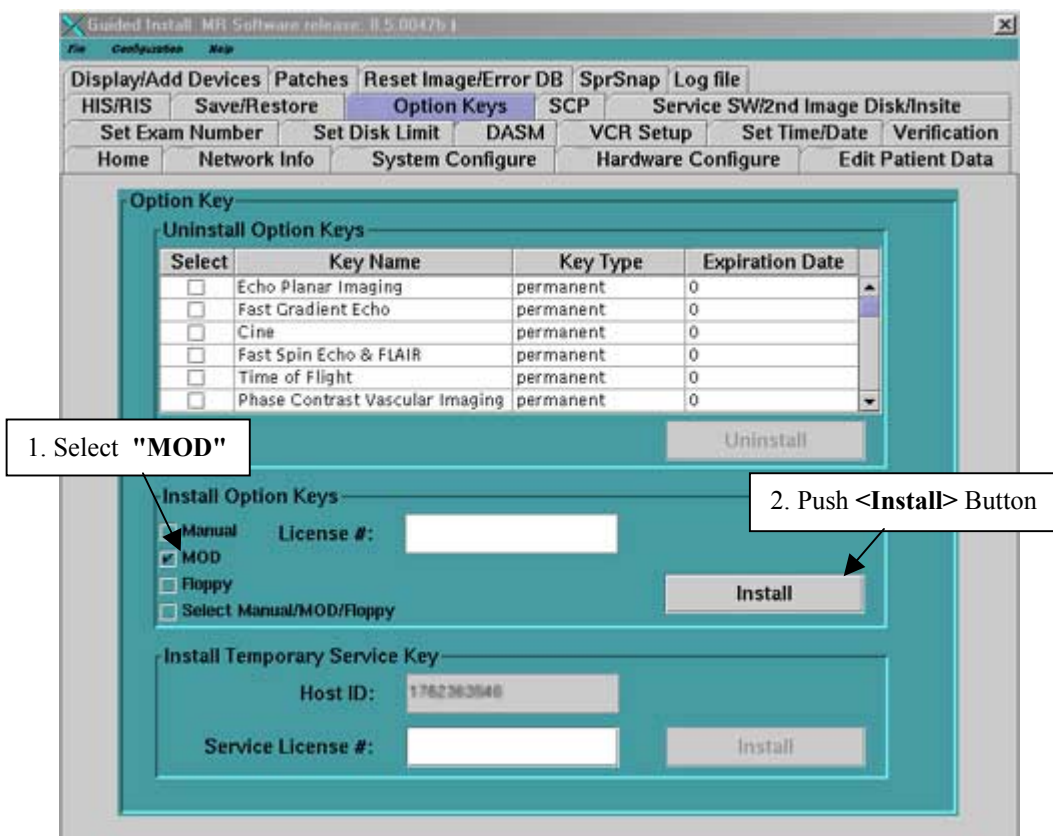 Guided Install MR Software release:
File Configuration Help
Display/Add Devices Patches Reset Image/Error DB SprSnap Log file
HIS/RIS Save/Restore Option Keys SCP Service SW/2nd Image Disk/Insite
Set Exam Number Set Disk Limit DASM VCR Setup Set Time/Date Verification
Home Network Info System Configure Hardware Configure Edit Patient Data
Option Key
Uninstall Option Keys
Select Key Name Key Type Expiration Date
Echo Planar Imaging permanent 0
Fast Gradient Echo permanent 0
Cine permanent 0
Fast Spin Echo & FLAIR permanent 0
Time of Flight permanent 0
Phase Contrast Vascular Imaging permanent 0
Uninstall
1. Select "MOD"
Install Option Keys
2. Push <Install> Button
Manual License #:
MOD
Floppy
Install
Select Manual/MOD/Floppy
Install Temporary Service Key
Host ID:
Service License #: Install